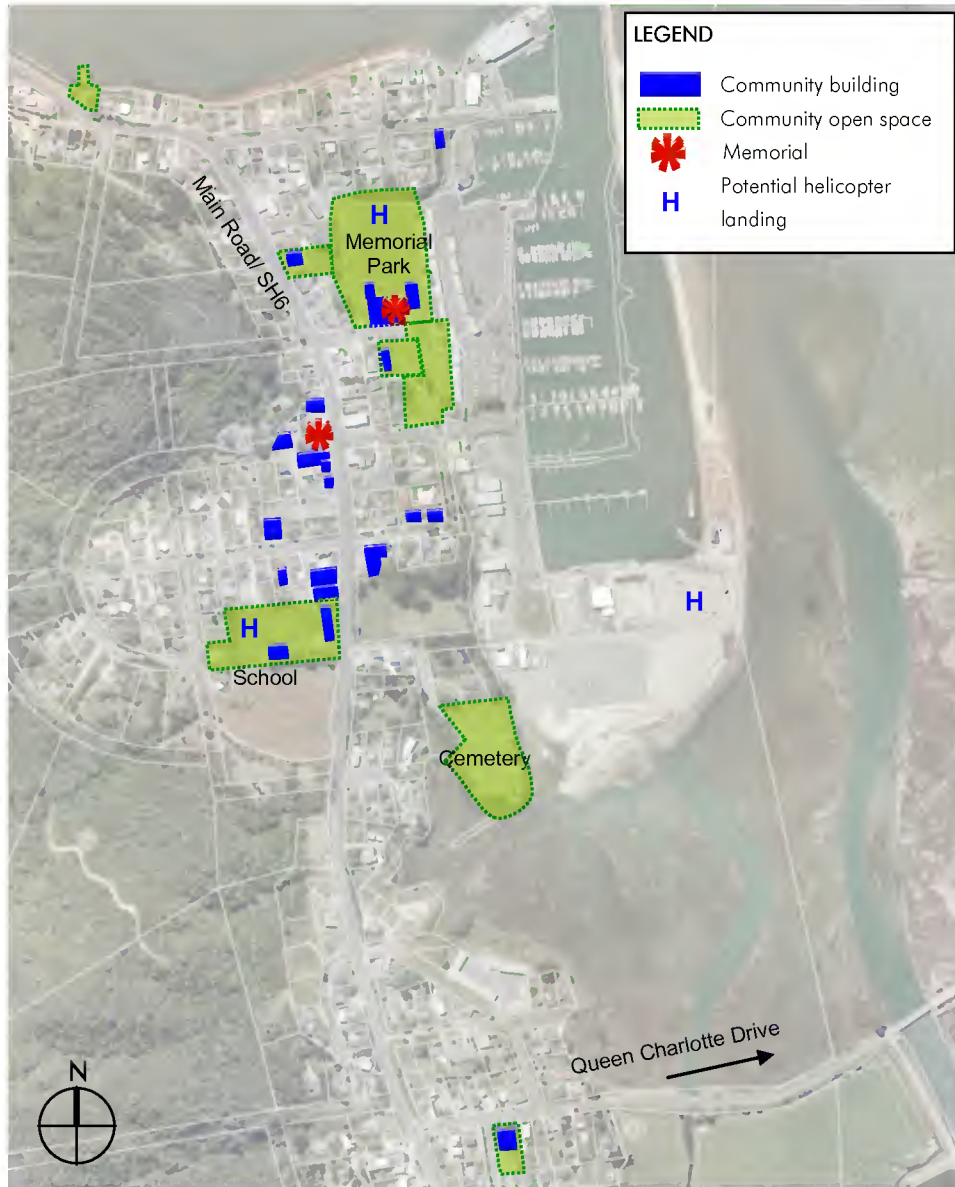 LEGEND
Community building
Community open space
Memorial
H
Potential helicopter
landing
Main Road/ SH6
H
Memorial
Park
H
H
School
Cemetery
Queen Charlotte Drive
N